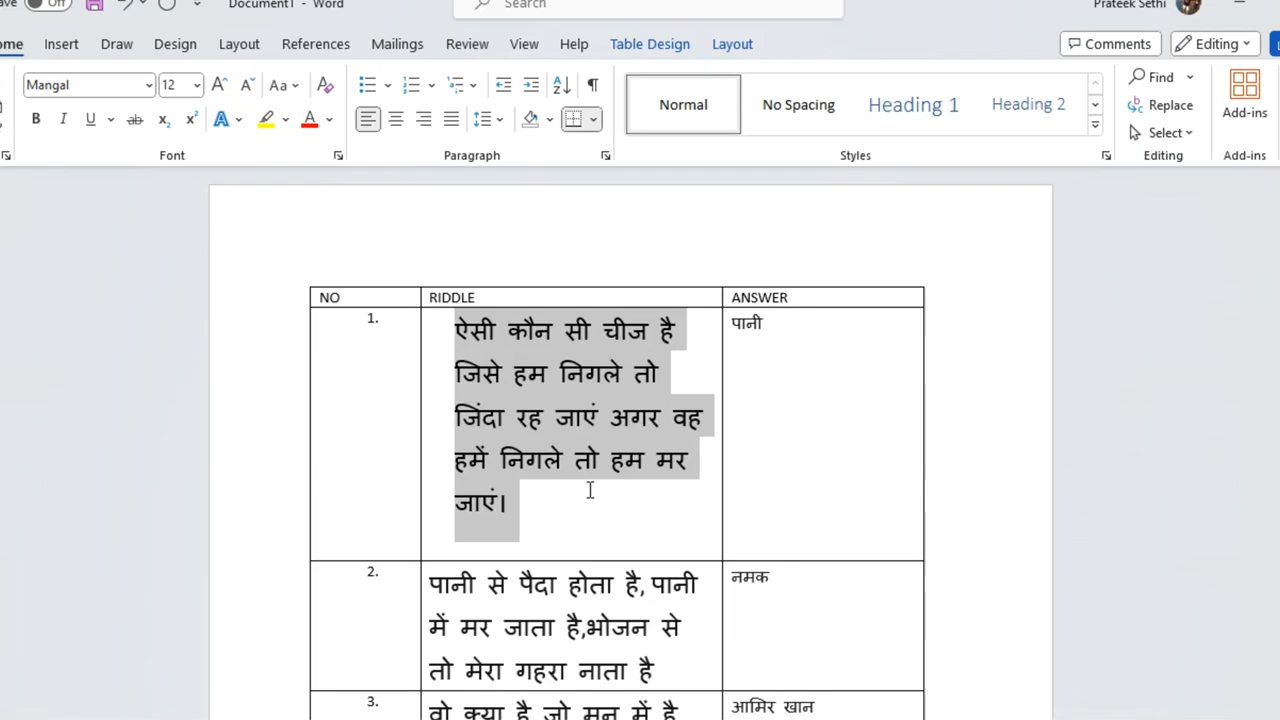 Off
Document1 - Word
Search
Prateek Sethi
Insert
Draw
Design
Layout
References
Mailings
Review
View
Help
Table Design
Layout
Comments
Editing
Mangal
12
Aa
Normal
No Spacing
Heading 1
Heading 2
Find
Replace
Select
Add-ins
Font
Paragraph
Styles
Editing
Add-ins
NO
RIDDLE
ANSWER
1.
ऐसी कौन सी चीज है
जिसे हम निगले तो
जिंदा रह जाएं अगर वह
हमें निगले तो हम मर
जाएं।
पानी
2.
पानी से पैदा होता है, पानी
में मर जाता है,भोजन से
तो मेरा गहरा नाता है
नमक
3.
वो क्या है जो मन में है
आमिर खान